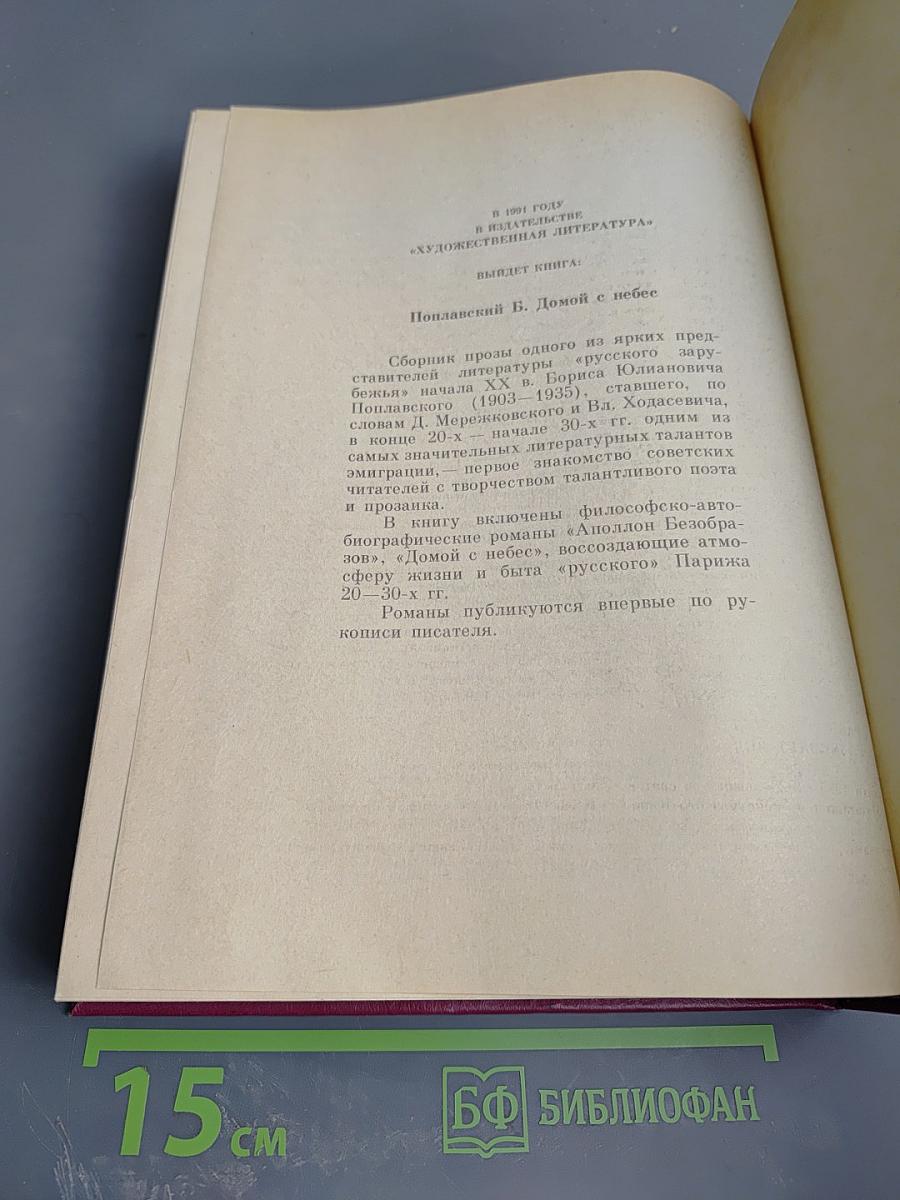 В 1991 ГОДУ
В ИЗДАТЕЛЬСТВЕ
«ХУДОЖЕСТВЕННАЯ ЛИТЕРАТУРА»
ВЫЙДЕТ КНИГА:
Поплавский Б. Домой с небес
Сборник прозы одного из ярких пред-
ставителей литературы «русского зару-
бежья» начала XX в. Бориса Юлиановича
Поплавского (1903—1935), ставшего, по
словам Д. Мережковского и Вл. Ходасевича,
в конце 20-х — начале 30-х гг. одним из
самых значительных литературных талантов
эмиграции,— первое знакомство советских
читателей с творчеством талантливого поэта
и прозаика.
В книгу включены философско-авто-
биографические романы «Аполлон Безобра-
зов», «Домой с небес», воссоздающие атмо-
сферу жизни и быта «русского» Парижа
20—30-х гг.
Романы публикуются впервые по ру-
кописи писателя.
15 см
БФ БИБЛИОФАН